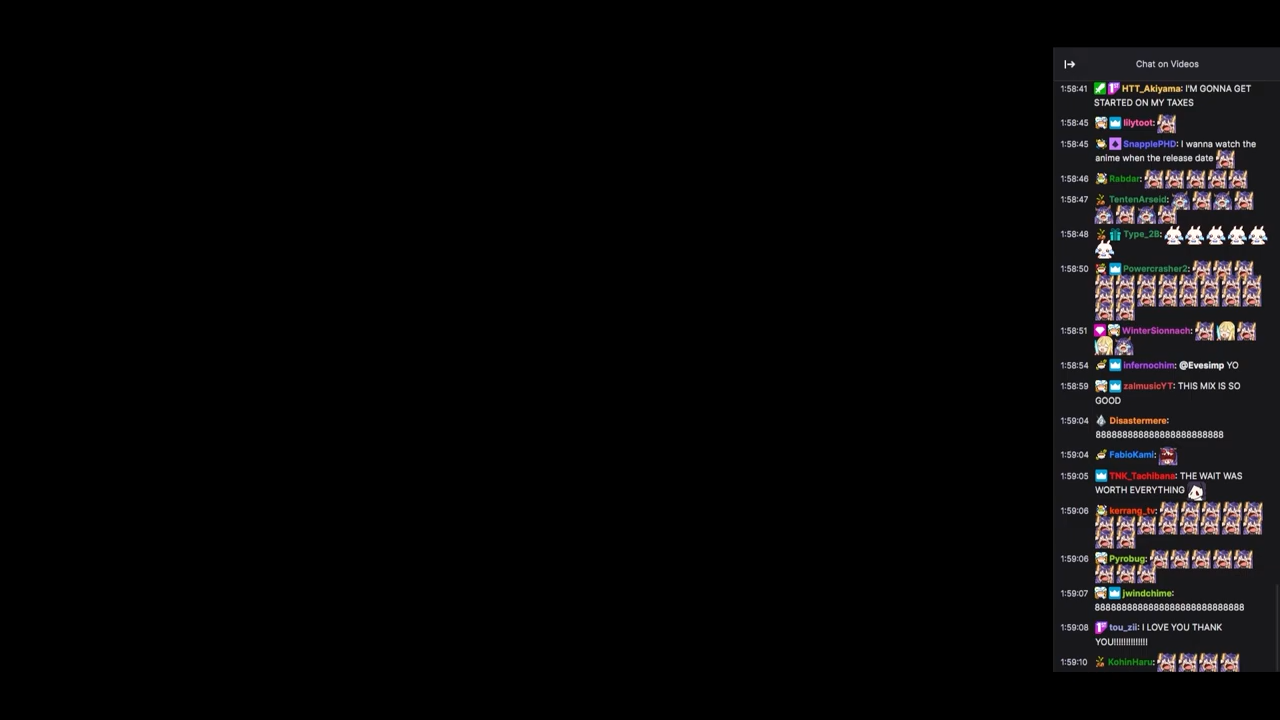 Chat on Videos
1:58:41 HTT_Akiyama: I'M GONNA GET
STARTED ON MY TAXES
1:58:45 lilytoot:
1:58:45 SnapplePHD: I wanna watch the
anime when the release date
1:58:46 Rabdar:
1:58:47 TentenArseid:
1:58:48 Type_2B:
1:58:50 Powercrasher2:
1:58:51 WinterSionnach:
1:58:54 infernochim: @Evesimp YO
1:58:59 zaimusicYT: THIS MIX IS SO
GOOD
1:59:04 Disastermere:
888888888888888888888888888
1:59:04 FabioKami:
1:59:05 TNK_Tachibana: THE WAIT WAS
WORTH EVERYTHING
1:59:06 kerrang_tv:
1:59:06 Pyrobug:
1:59:07 jwindchime:
8888888888888888888888888888888
1:59:08 tou_zii: I LOVE YOU THANK
YOU!!!!!!!!!!!!!!
1:59:10 KohinHaru: